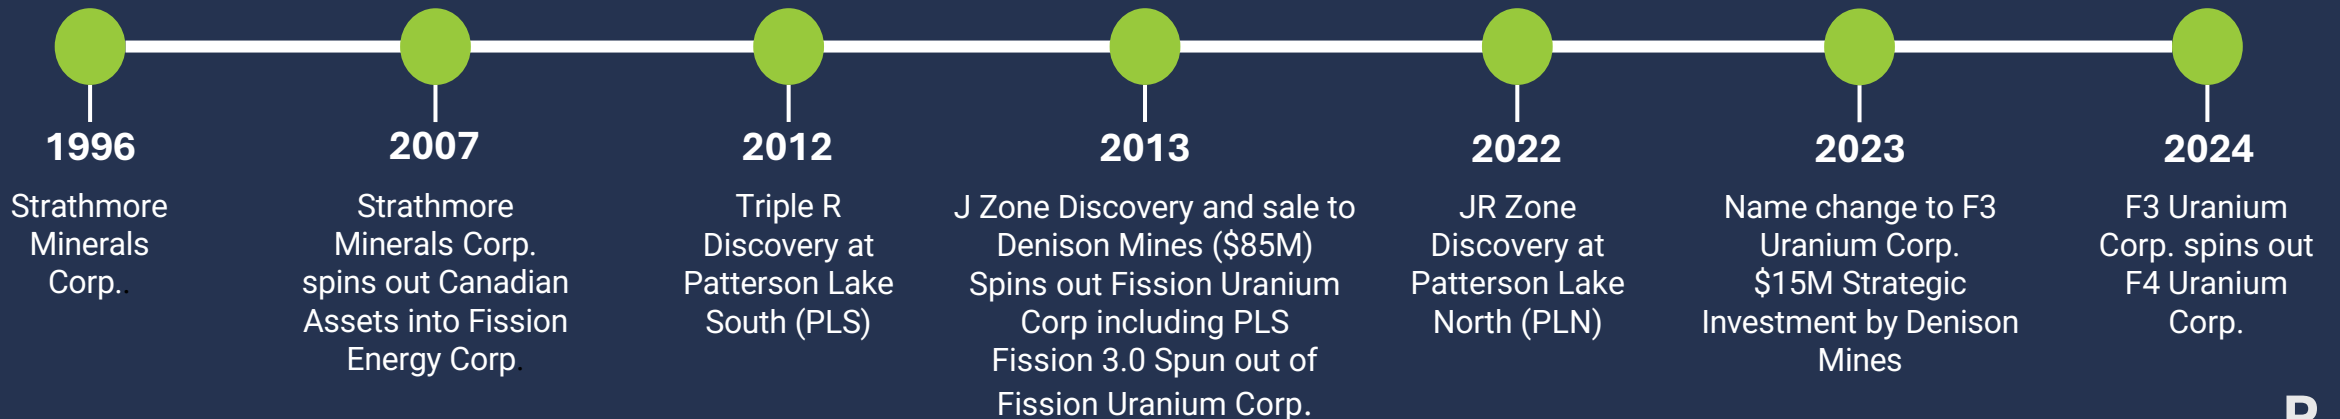 1996
Strathmore
Minerals
Corp..
2007
Strathmore
Minerals Corp.
spins out Canadian
Assets into Fission
Energy Corp.
2012
Triple R
Discovery at
Patterson Lake
South (PLS)
2013
J Zone Discovery and sale to
Denison Mines ($85M)
Spins out Fission Uranium
Corp including PLS
Fission 3.0 Spun out of
Fission Uranium Corp.
2022
JR Zone
Discovery at
Patterson Lake
North (PLN)
2023
Name change to F3
Uranium Corp.
$15M Strategic
Investment by Denison
Mines
2024
F3 Uranium
Corp. spins out
F4 Uranium
Corp.